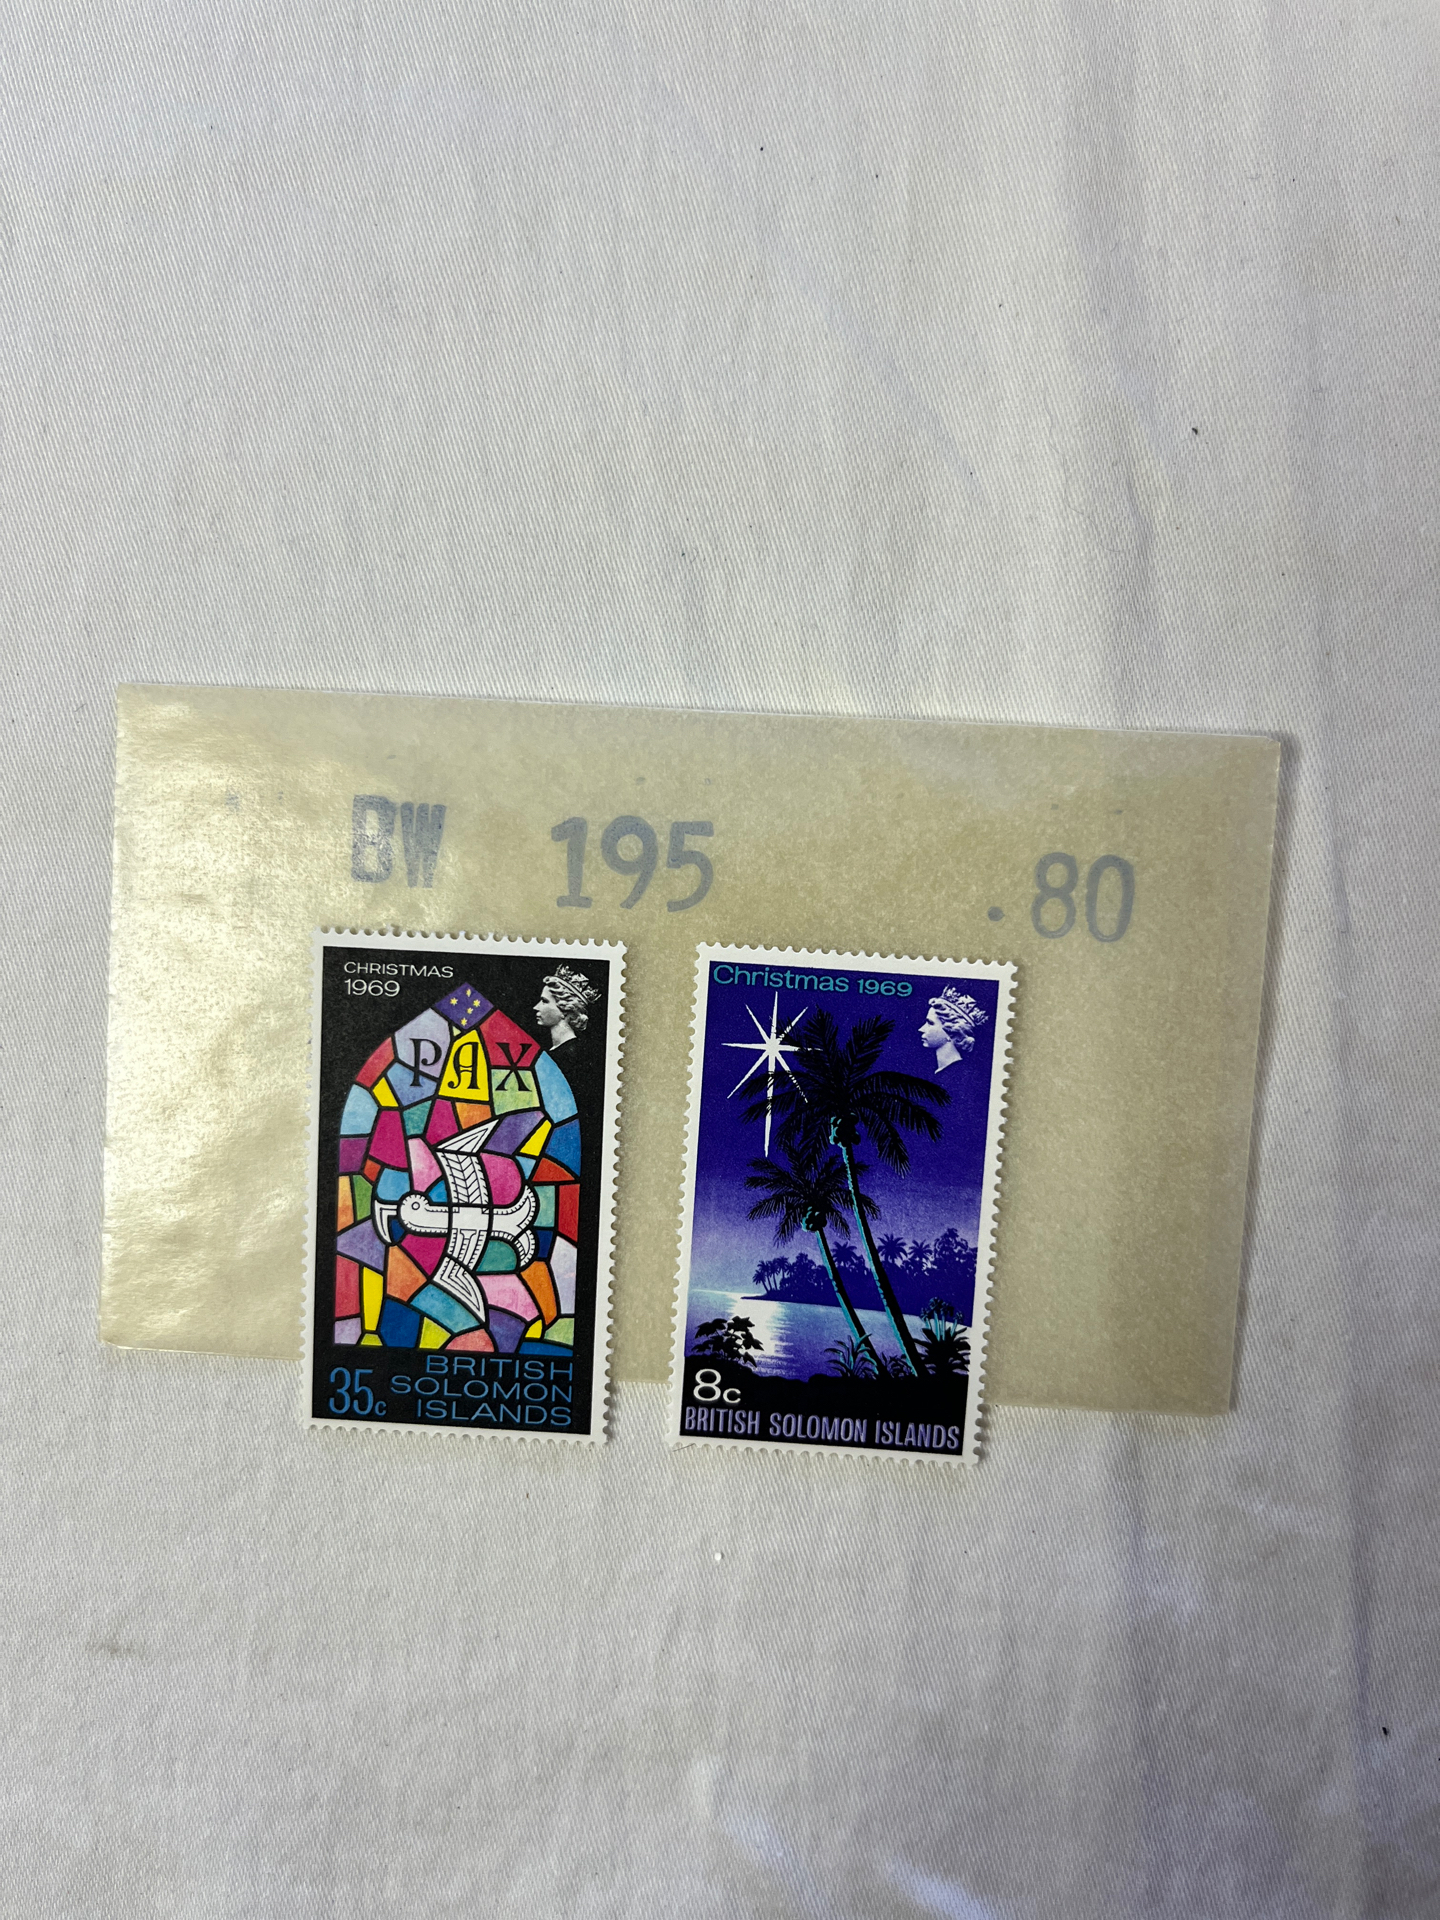 BW 195 .80
CHRISTMAS
1969
PAX
35c
BRITISH
SOLOMON
ISLANDS
Christmas 1969
8c
BRITISH SOLOMON ISLANDS